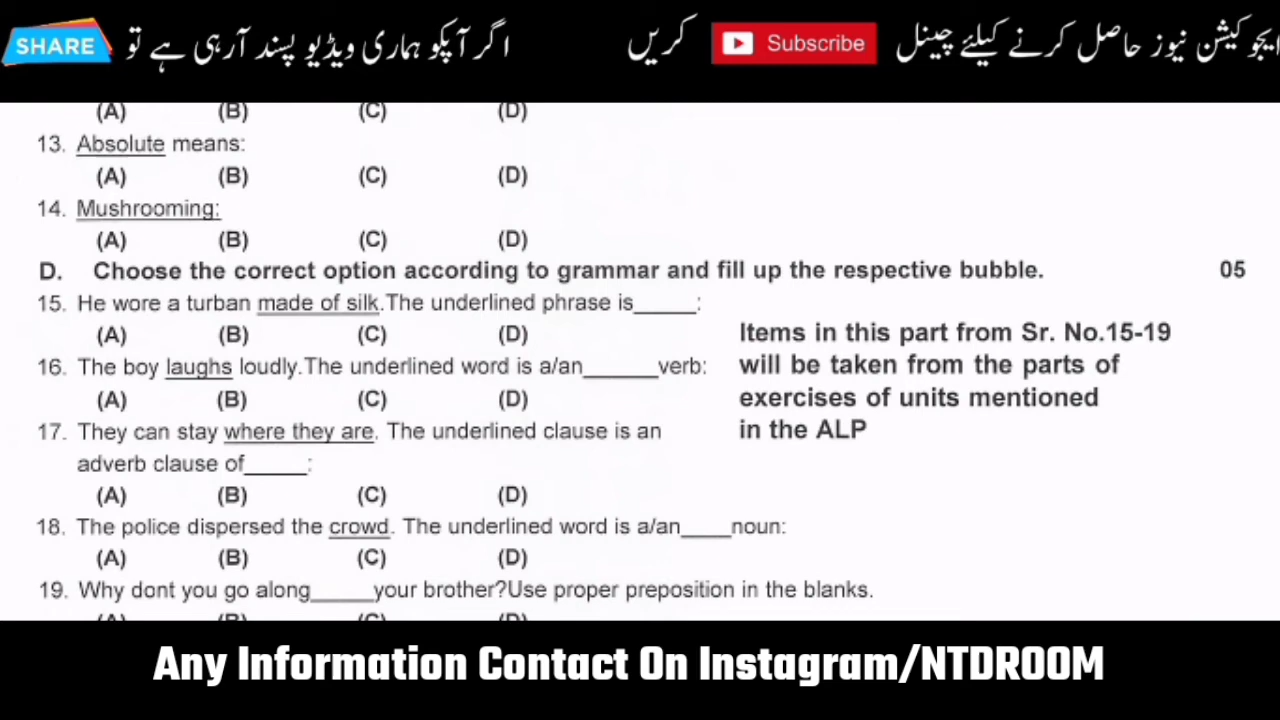 SHARE اگر آپکو ہماری ویڈیو پسند آرہی ہے تو
ایجوکیشن نیوز حاصل کرنے کیلئے چینل Subscribe کریں
(A) (B) (C) (D)
13. Absolute means:
(A) (B) (C) (D)
14. Mushrooming:
(A) (B) (C) (D)
D. Choose the correct option according to grammar and fill up the respective bubble. 05
15. He wore a turban made of silk.The underlined phrase is_____:
(A) (B) (C) (D)
16. The boy laughs loudly.The underlined word is a/an______verb:
(A) (B) (C) (D)
17. They can stay where they are. The underlined clause is an
adverb clause of_____:
(A) (B) (C) (D)
18. The police dispersed the crowd. The underlined word is a/an____noun:
(A) (B) (C) (D)
19. Why dont you go along_____your brother?Use proper preposition in the blanks.
(A) (B) (C) (D)
Items in this part from Sr. No.15-19
will be taken from the parts of
exercises of units mentioned
in the ALP
Any Information Contact On Instagram/NTDROOM